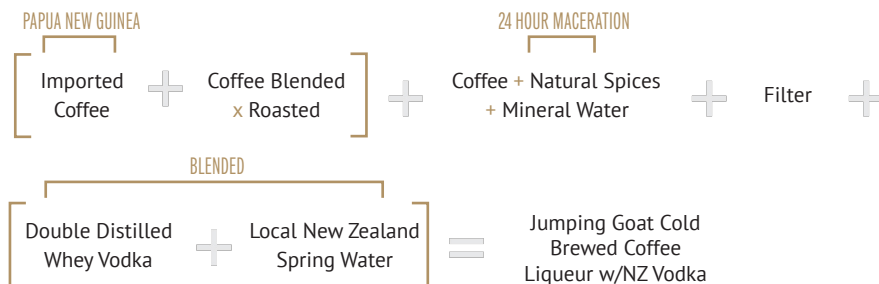 PAPUA NEW GUINEA
24 HOUR MACERATION
Imported
Coffee
+
Coffee Blended
x Roasted
+
Coffee + Natural Spices
+ Mineral Water
+
Filter
+
BLENDED
Double Distilled
Whey Vodka
+
Local New Zealand
Spring Water
=
Jumping Goat Cold
Brewed Coffee
Liqueur w/NZ Vodka